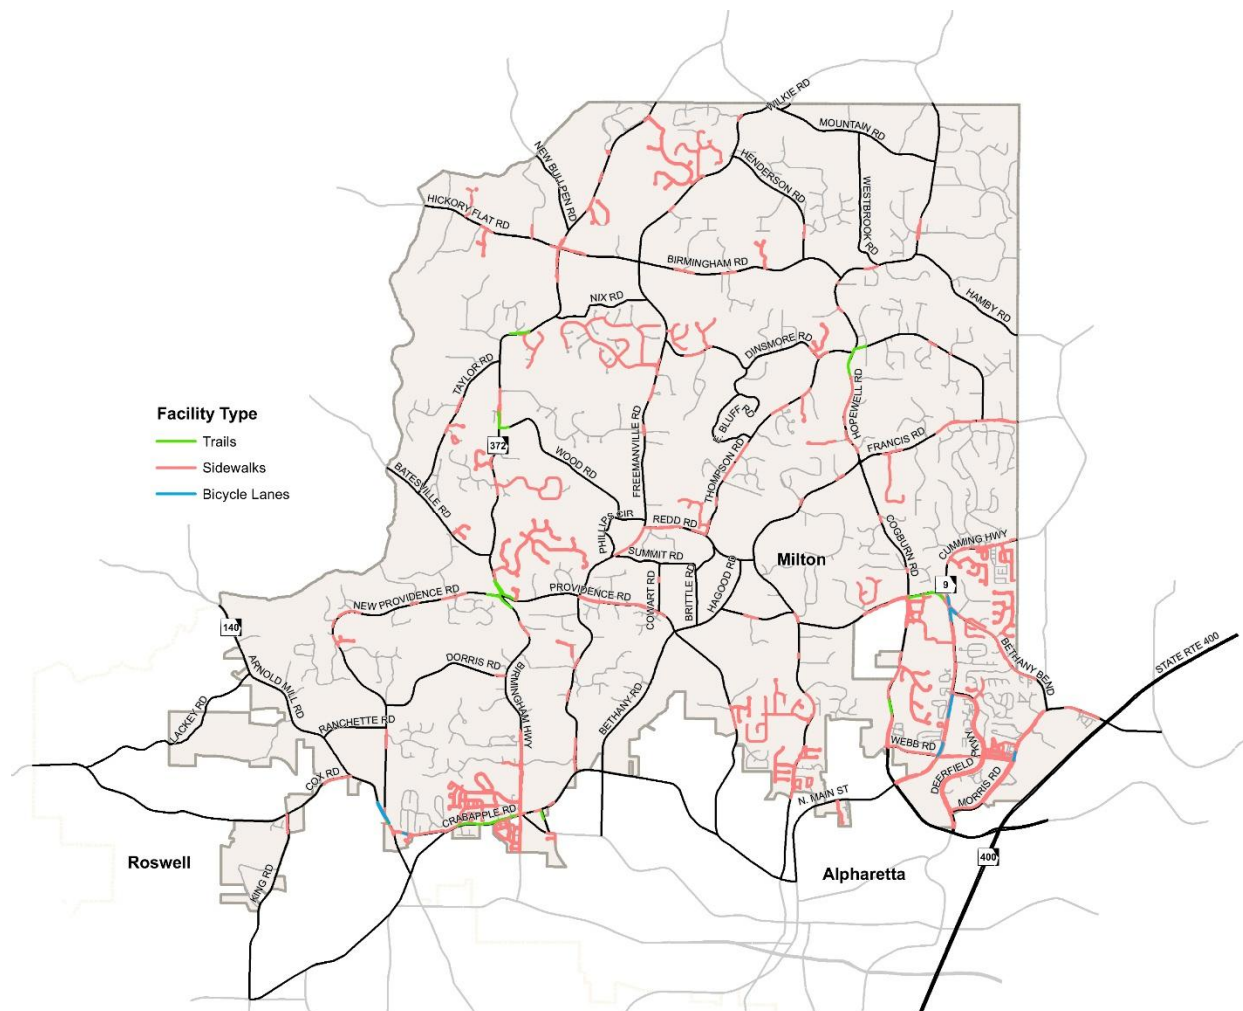 WILKIE RD
MOUNTAIN RD
NEW BULLPEN RD
HENDERSON RD
WESTBROOK RD
HICKORY FLAT RD
BIRMINGHAM RD
HAMBY RD
NIX RD
DINSMORE RD
TAYLOR RD
HOPEWELL RD
Facility Type
Trails
Sidewalks
Bicycle Lanes
E. BLUFF RD
FREEMANVILLE RD
THOMPSON RD
FRANCIS RD
372
WOOD RD
BATESVILLE RD
PHILLIPS CIR
REDD RD
COGBURN RD
CUMMING HWY
SUMMIT RD
Milton
HAGOOD RD
COWART RD
BRITTLE RD
9
NEW PROVIDENCE RD
PROVIDENCE RD
140
BETHANY BEND
STATE RTE 400
ARNOLD MILL RD
DORRIS RD
BIRMINGHAM HWY
LACKEY RD
RANCHETTE RD
BETHANY RD
WEBB RD
DEERFIELD PKWY
COX RD
MORRIS RD
N. MAIN ST
CRABAPPLE RD
Roswell
KING RD
Alpharetta
400